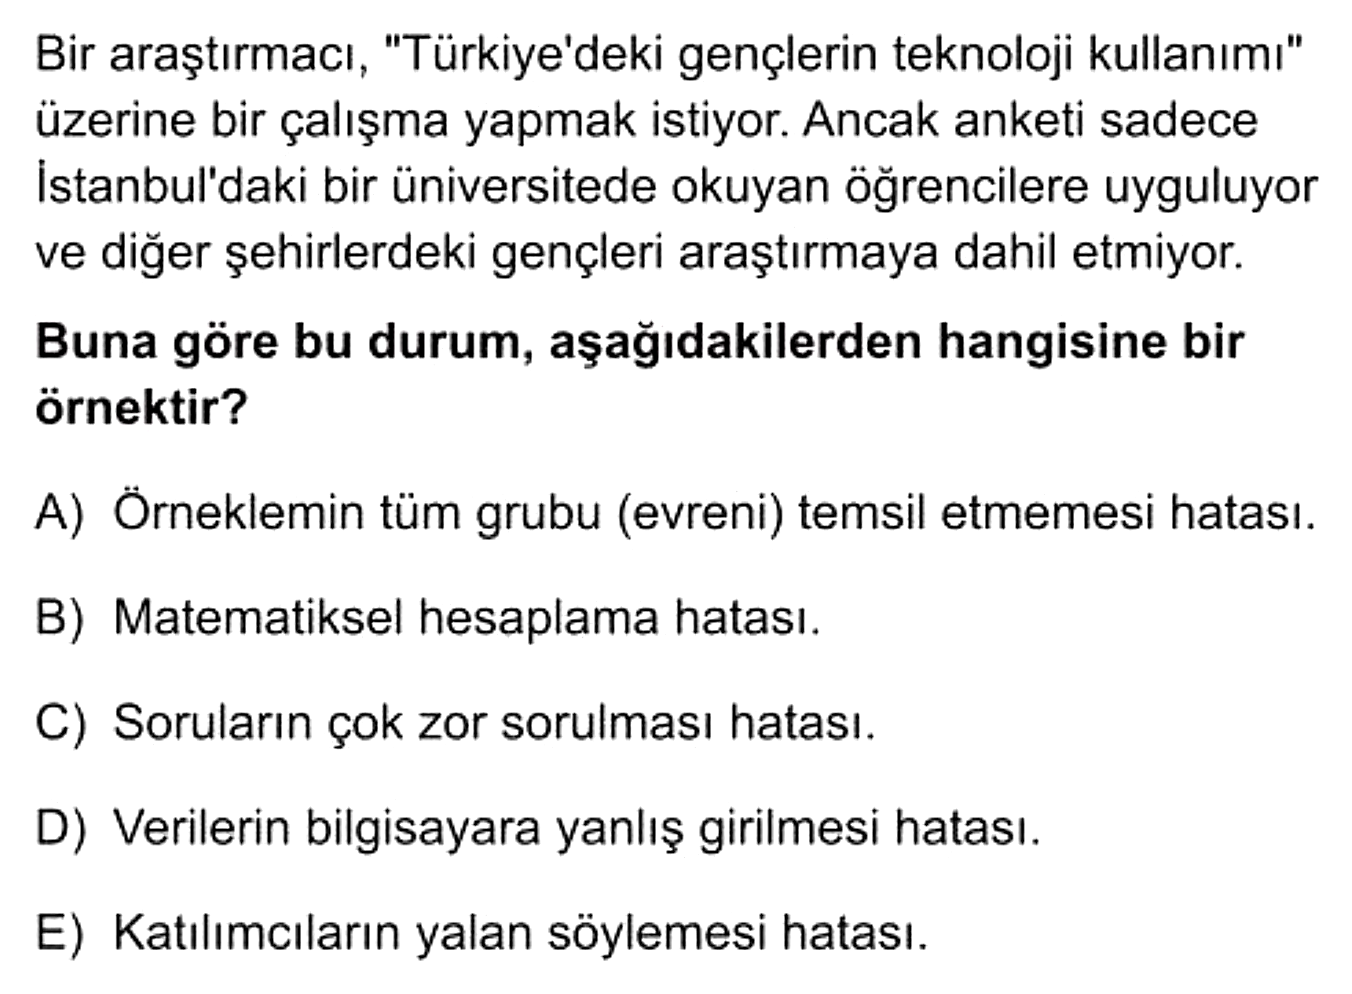 Bir araştırmacı, "Türkiye'deki gençlerin teknoloji kullanımı"
üzerine bir çalışma yapmak istiyor. Ancak anketi sadece
İstanbul'daki bir üniversitede okuyan öğrencilere uyguluyor
ve diğer şehirlerdeki gençleri araştırmaya dahil etmiyor.
Buna göre bu durum, aşağıdakilerden hangisine bir
örnektir?
A) Örneklemin tüm grubu (evreni) temsil etmemesi hatası.
B) Matematiksel hesaplama hatası.
C) Soruların çok zor sorulması hatası.
D) Verilerin bilgisayara yanlış girilmesi hatası.
E) Katılımcıların yalan söylemesi hatası.